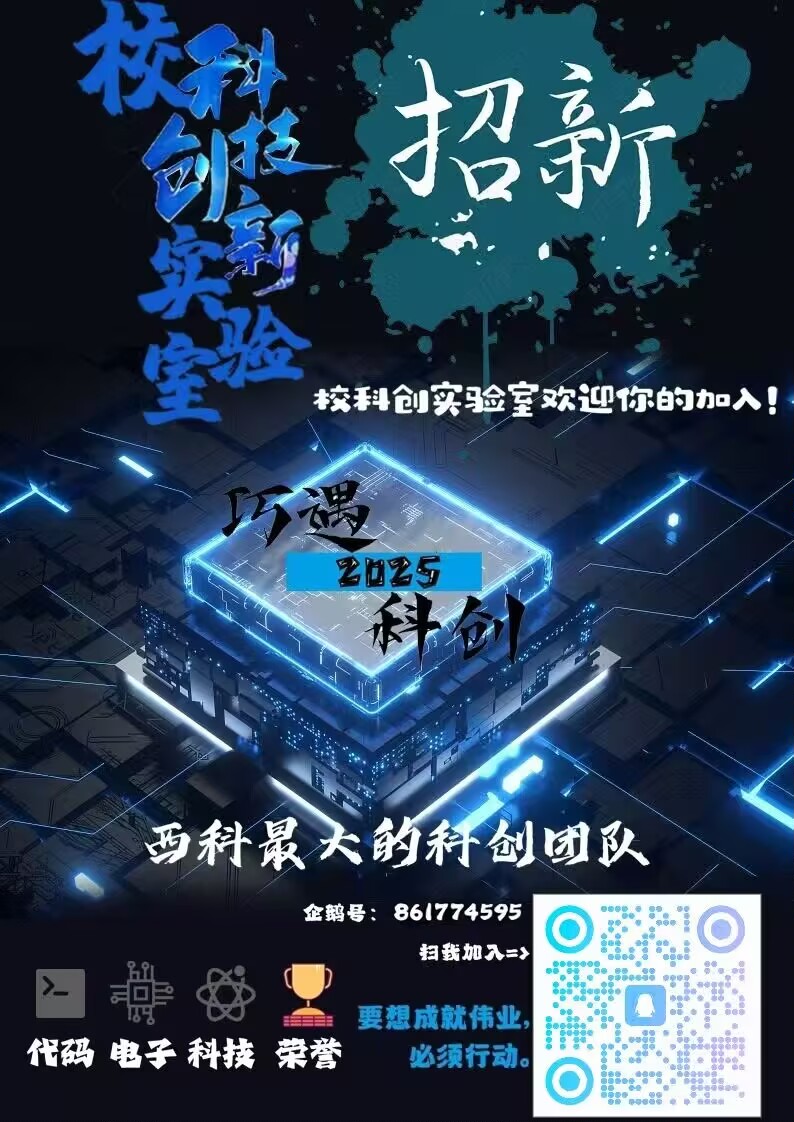 校科技创新实验室
招新
校科创实验室欢迎你的加入！
巧遇
2025
科创
西科最大的科创团队
企鹅号：861774595
扫我加入=>
代码 电子 科技 荣誉
要想成就伟业，
必须行动。